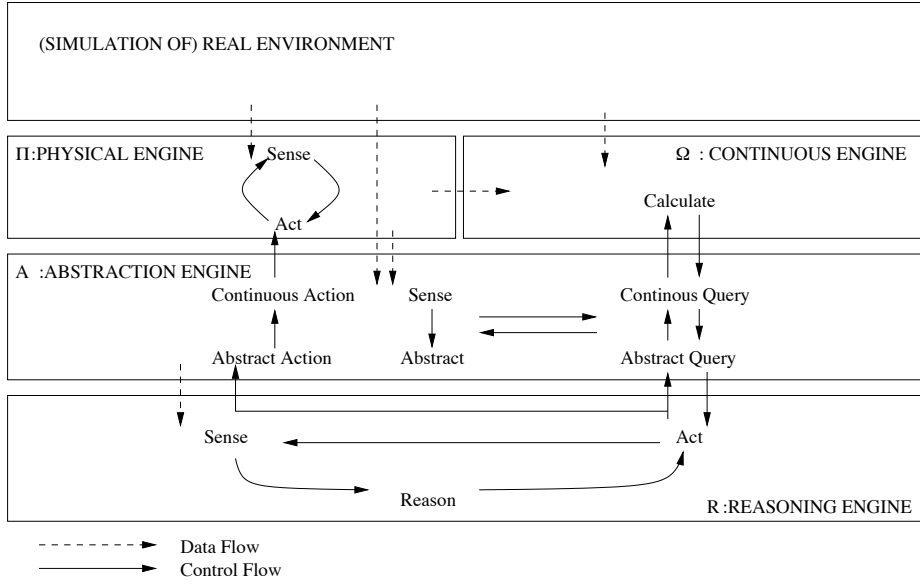 (SIMULATION OF) REAL ENVIRONMENT
Π:PHYSICAL ENGINE
Sense
Act
Ω : CONTINUOUS ENGINE
Calculate
A :ABSTRACTION ENGINE
Continuous Action
Sense
Continous Query
Abstract Action
Abstract
Abstract Query
Sense
Act
Reason
R :REASONING ENGINE
Data Flow
Control Flow